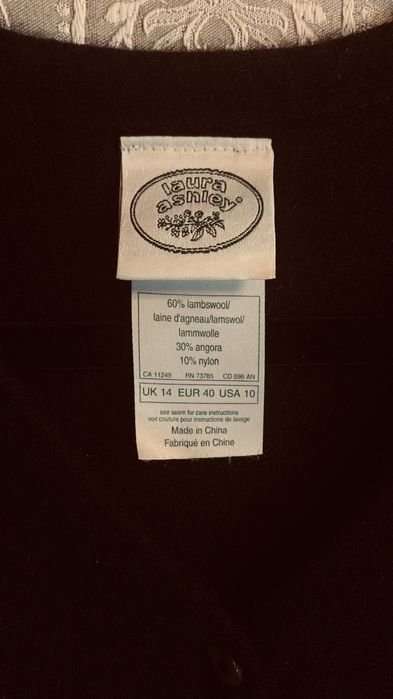 laura
ashley®
60% lambswool/
laine d'agneau/lamswol/
lammwolle
30% angora
10% nylon
CA 11249 RN 73785 CD 696 AN
UK 14 EUR 40 USA 10
see seam for care instructions
voir couture pour instructions de lavage
Made in China
Fabriqué en Chine